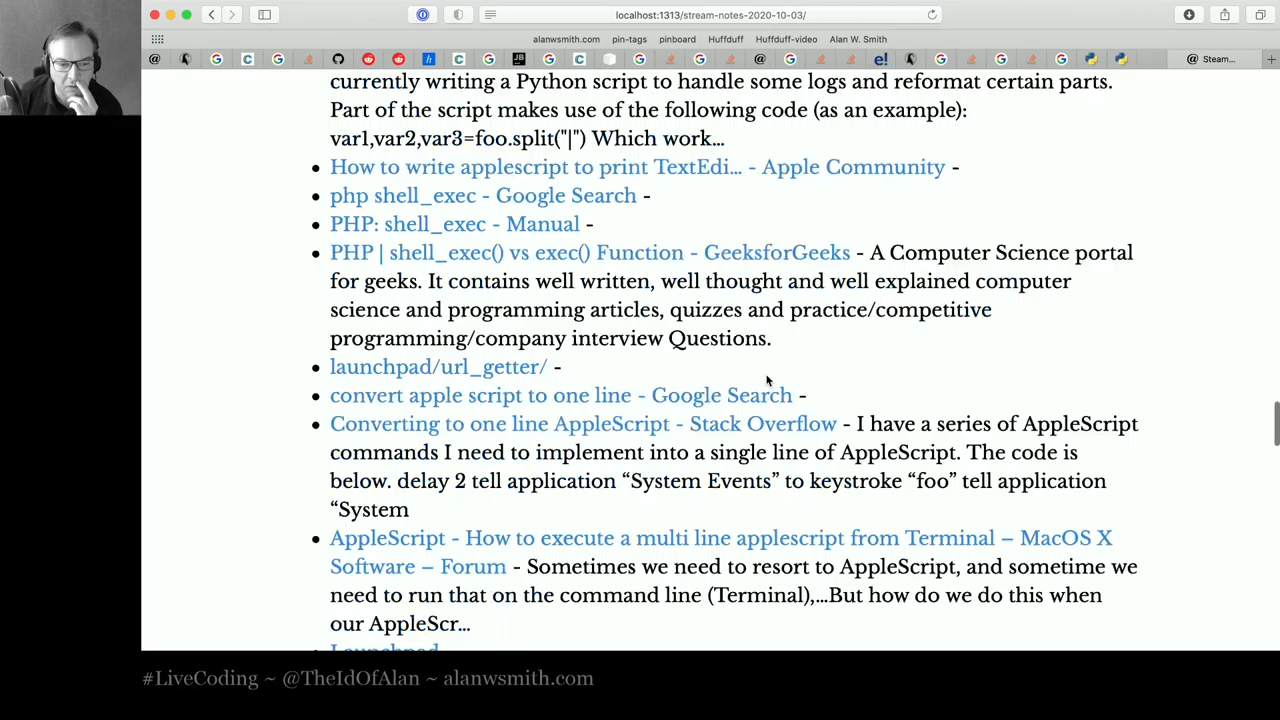 localhost:1313/stream-notes-2020-10-03/
alanwsmith.com pin-tags pinboard Huffduff Huffduff-video Alan W. Smith
@ Steam...
currently writing a Python script to handle some logs and reformat certain parts.
Part of the script makes use of the following code (as an example):
var1,var2,var3=foo.split("|") Which work…
How to write applescript to print TextEdi… - Apple Community -
php shell_exec - Google Search -
PHP: shell_exec - Manual -
PHP | shell_exec() vs exec() Function - GeeksforGeeks - A Computer Science portal
for geeks. It contains well written, well thought and well explained computer
science and programming articles, quizzes and practice/competitive
programming/company interview Questions.
launchpad/url_getter/ -
convert apple script to one line - Google Search -
Converting to one line AppleScript - Stack Overflow - I have a series of AppleScript
commands I need to implement into a single line of AppleScript. The code is
below. delay 2 tell application “System Events” to keystroke “foo” tell application
“System
AppleScript - How to execute a multi line applescript from Terminal – MacOS X
Software – Forum - Sometimes we need to resort to AppleScript, and sometime we
need to run that on the command line (Terminal),…But how do we do this when
our AppleScr…
Launchpad
#LiveCoding ~ @TheIdOfAlan ~ alanwsmith.com